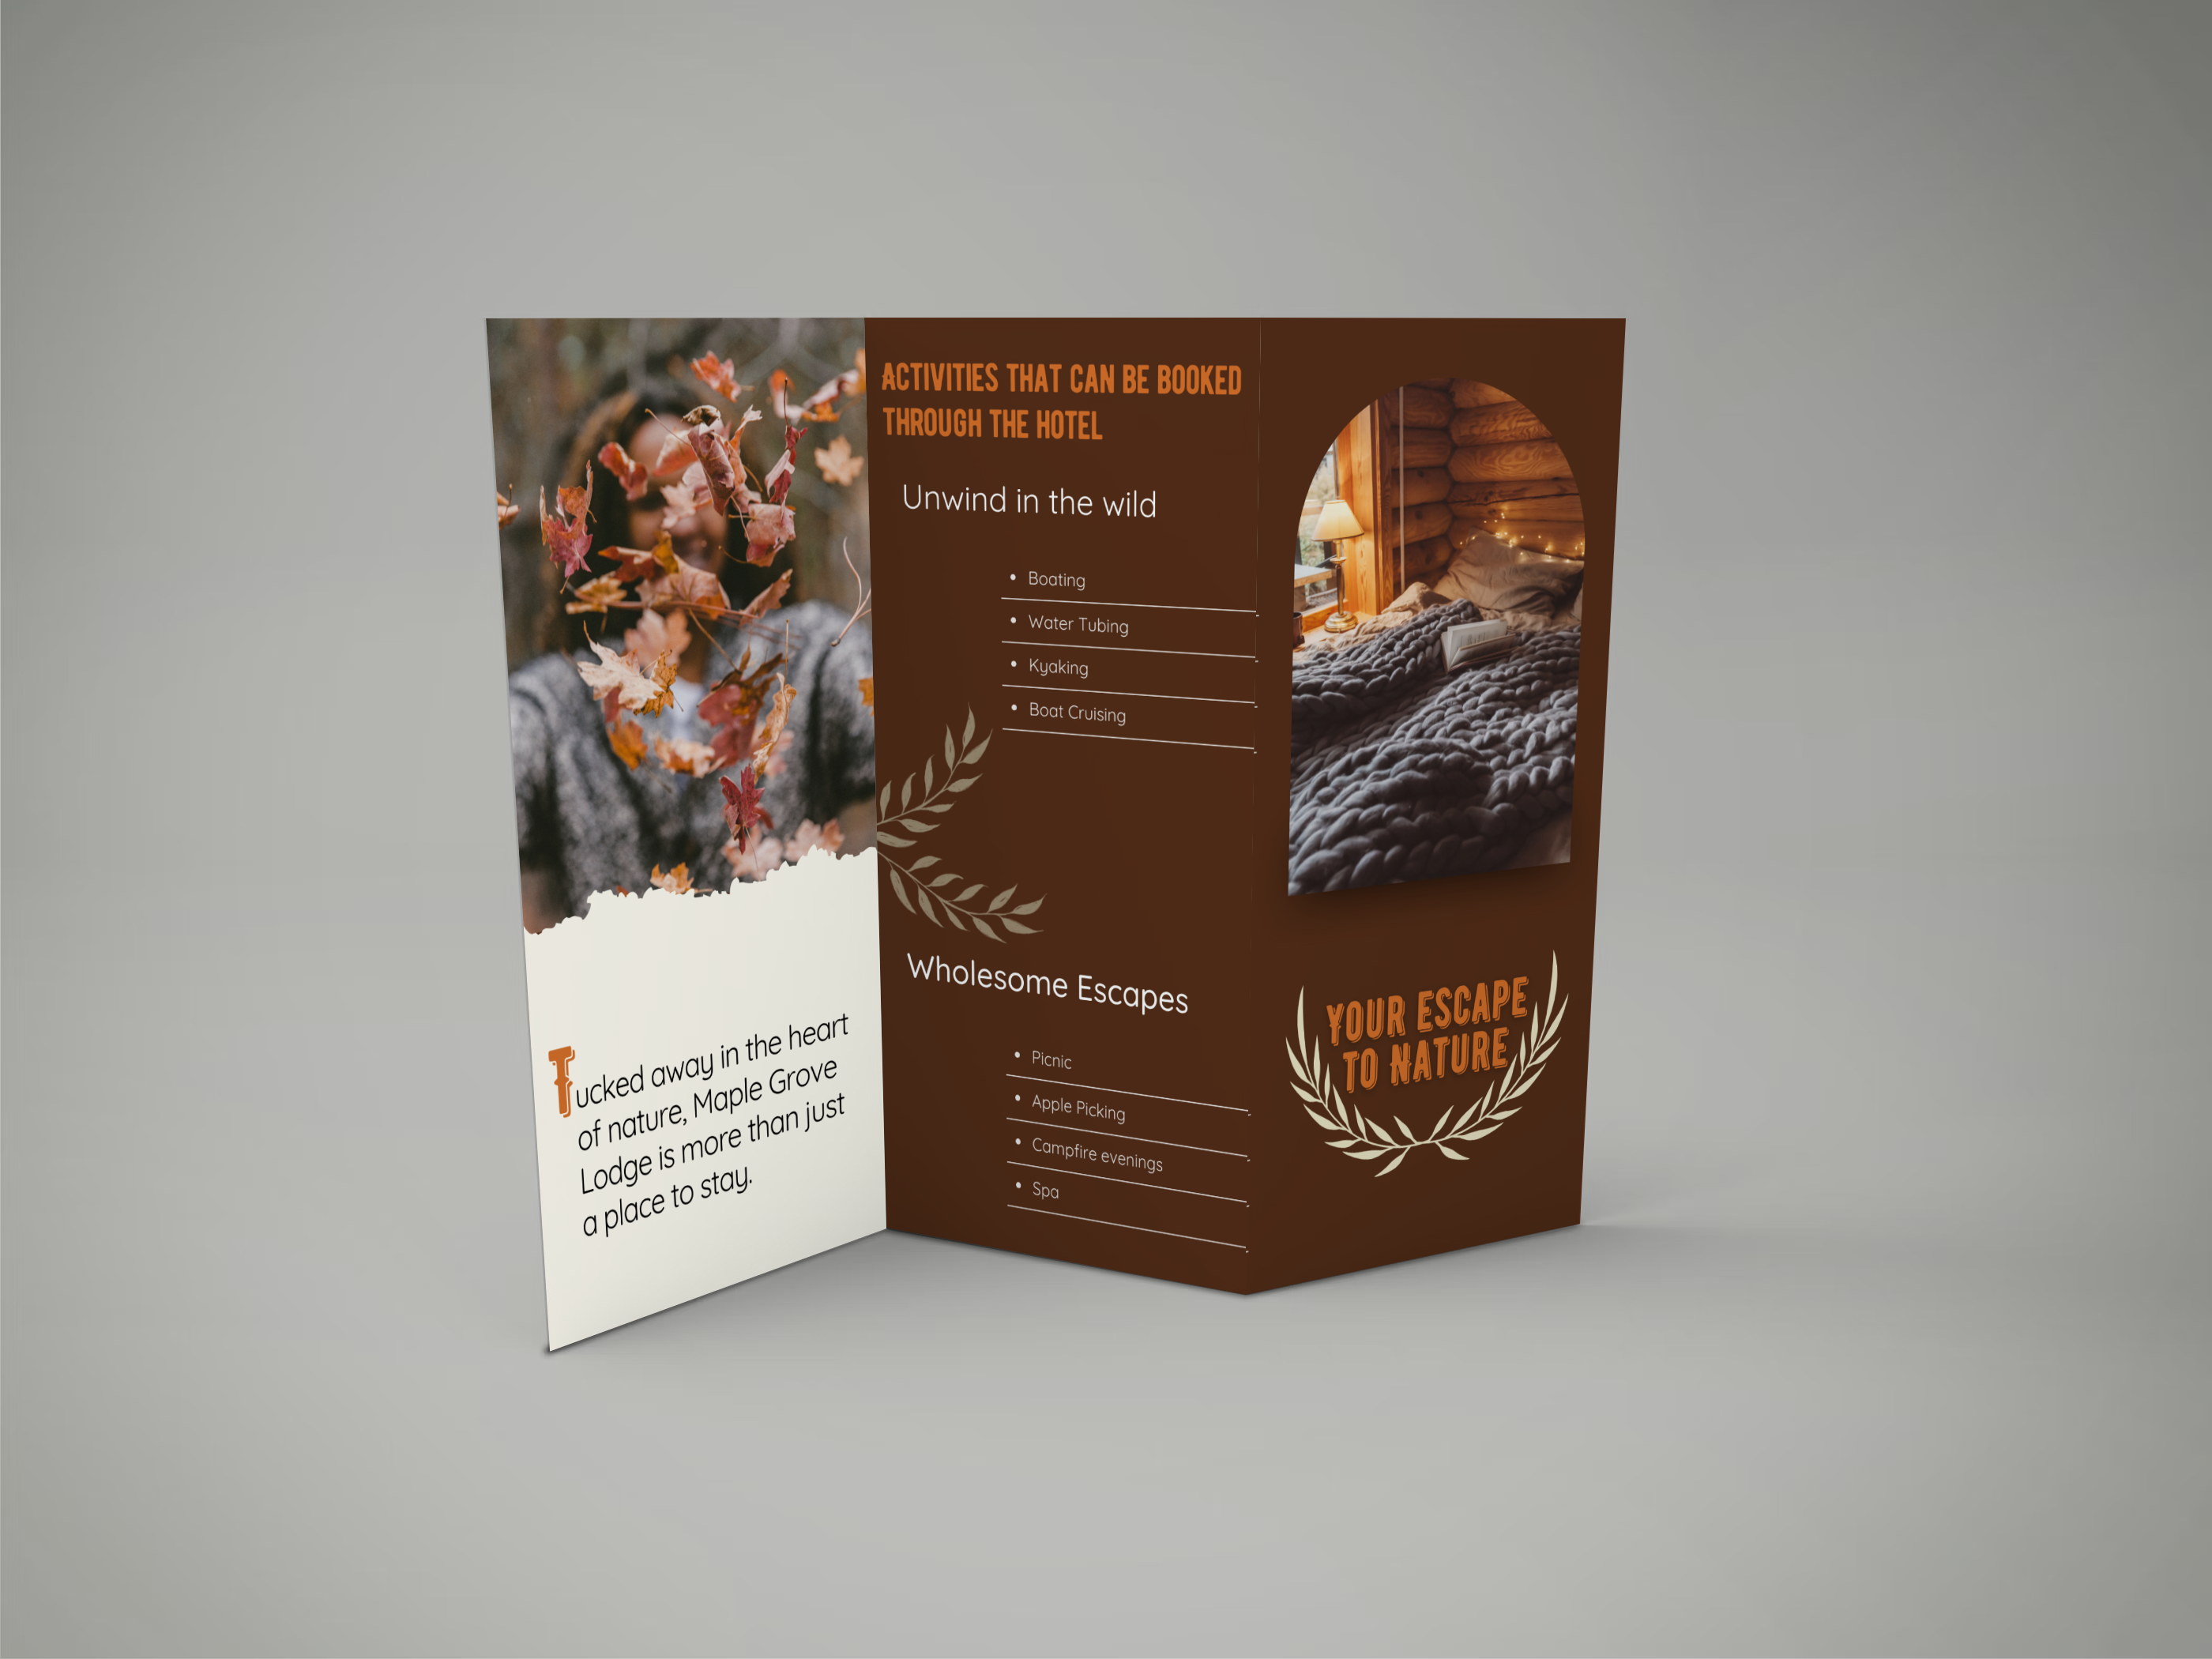 Tucked away in the heart
of nature, Maple Grove
Lodge is more than just
a place to stay.
ACTIVITIES THAT CAN BE BOOKED
THROUGH THE HOTEL
Unwind in the wild
• Boating
• Water Tubing
• Kyaking
• Boat Cruising
Wholesome Escapes
• Picnic
• Apple Picking
• Campfire evenings
• Spa
YOUR ESCAPE
TO NATURE